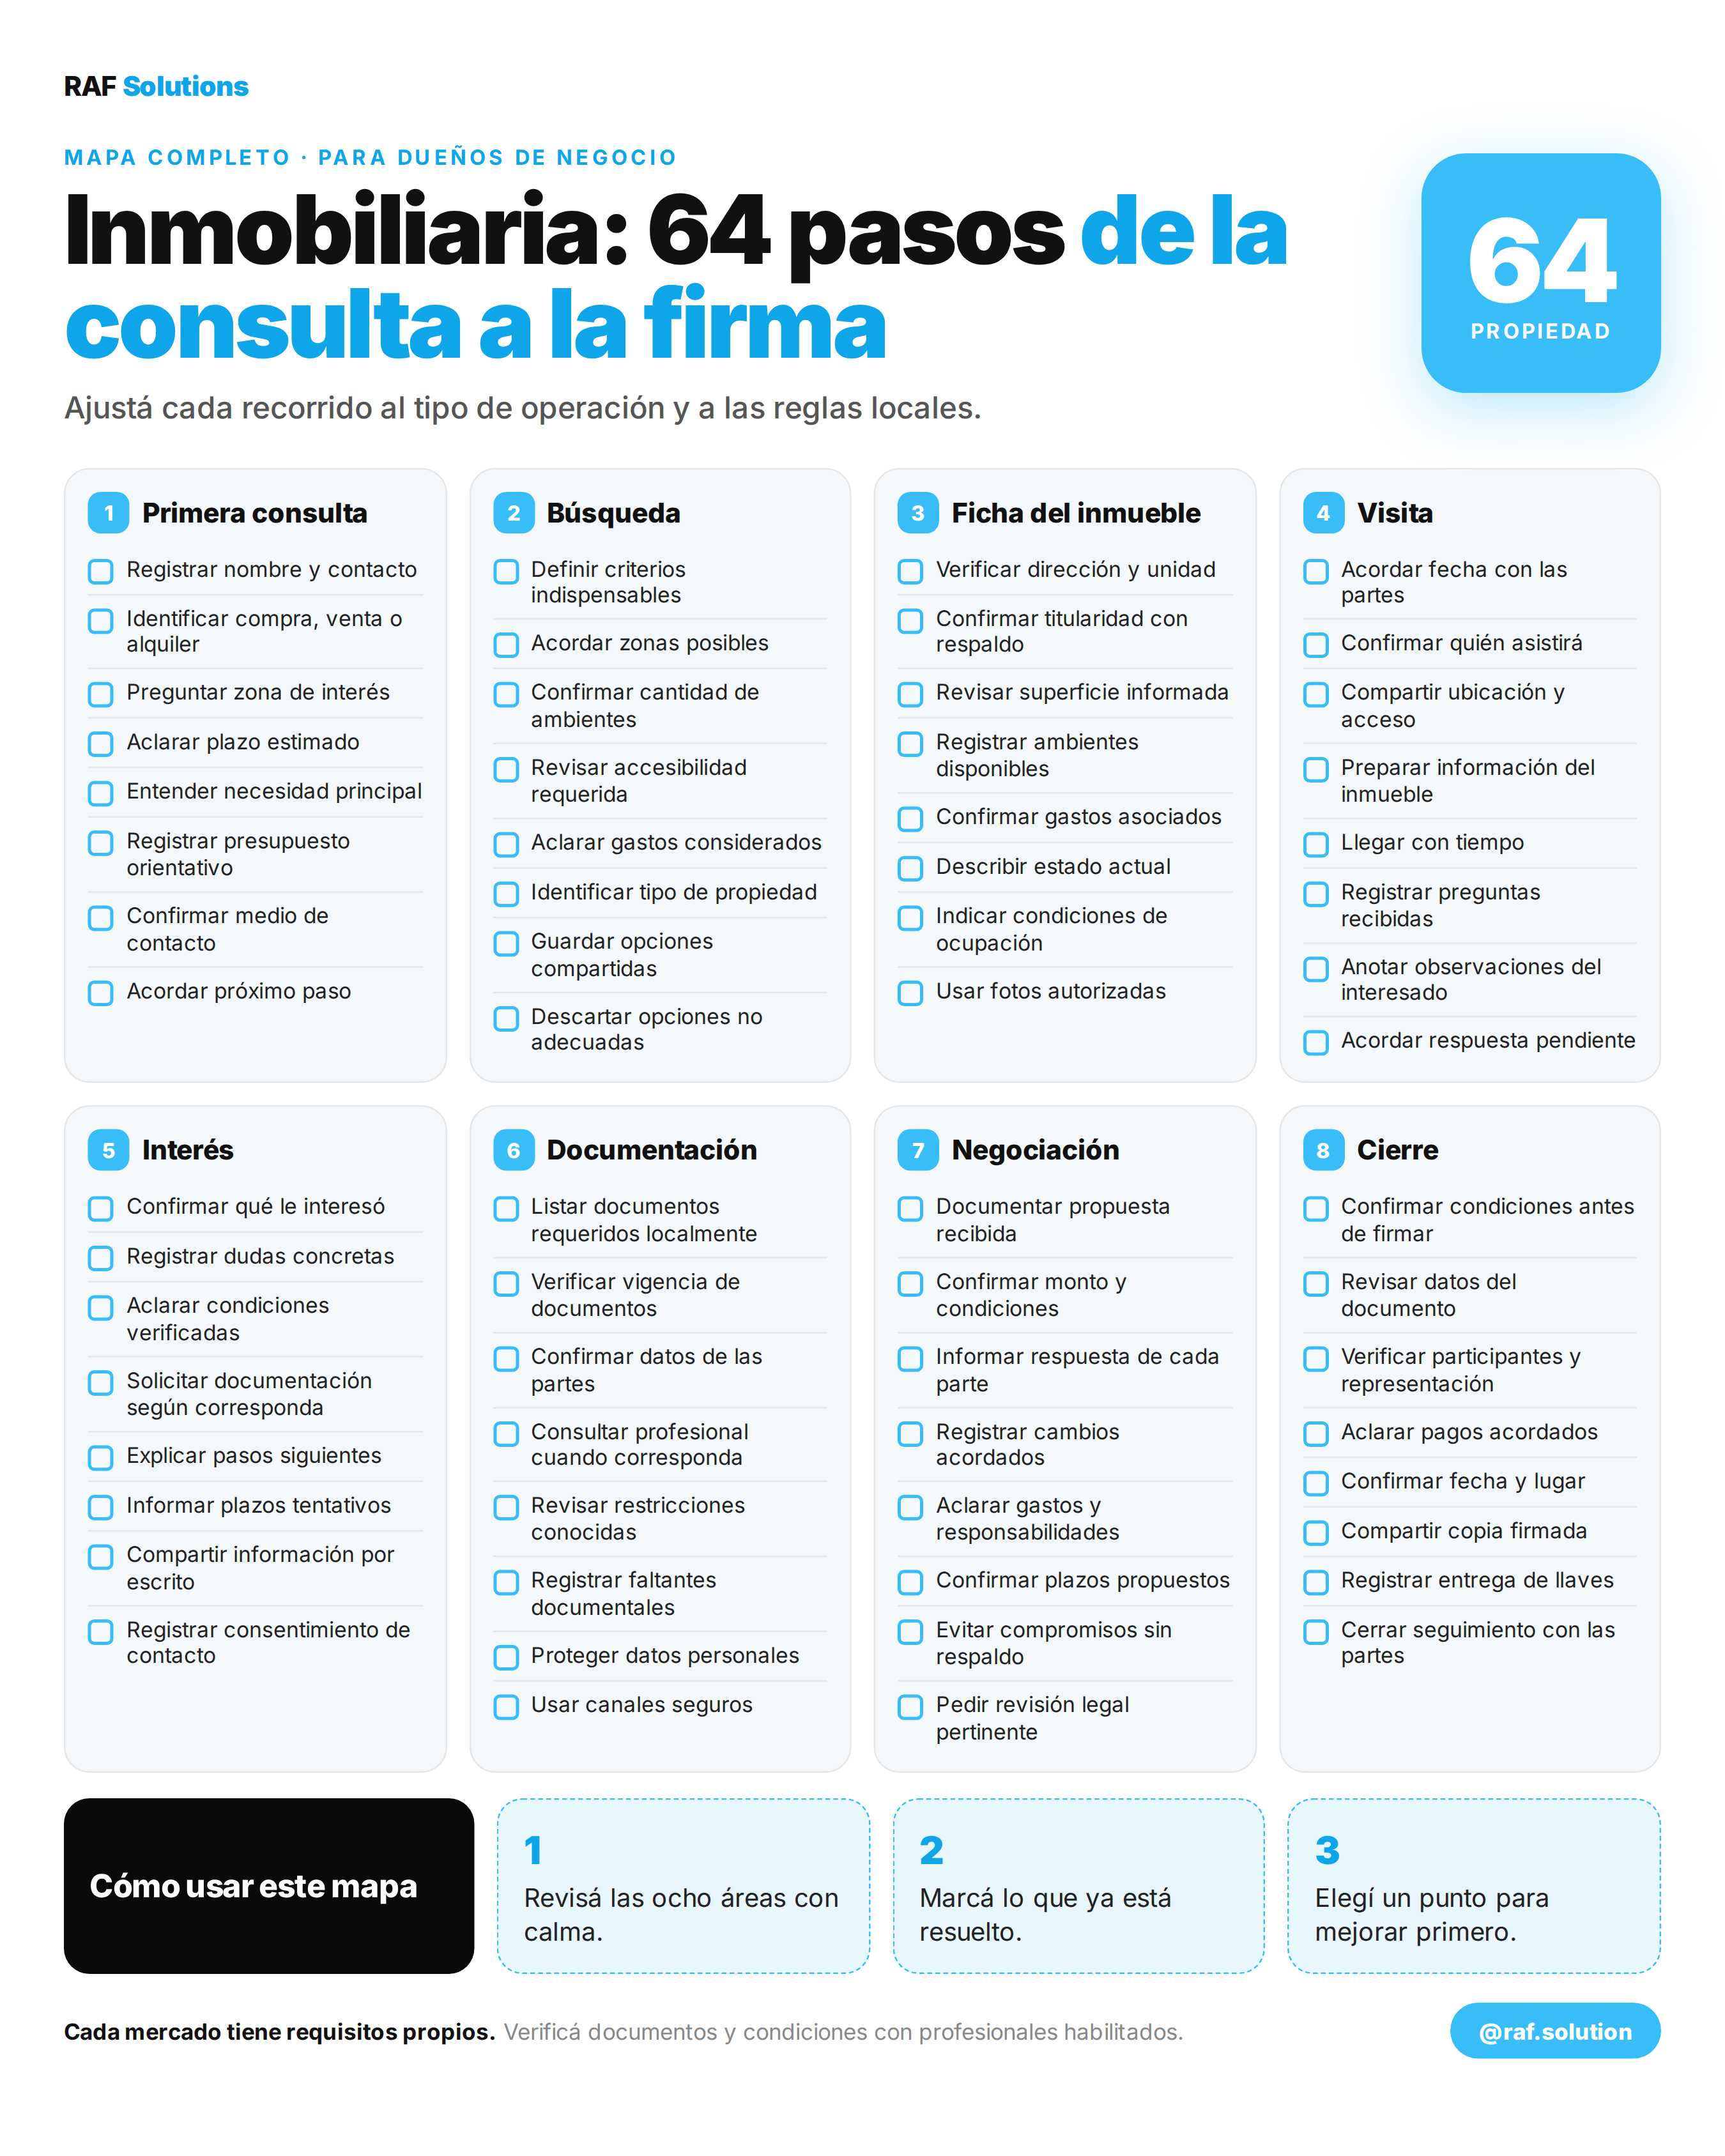 RAF Solutions
MAPA COMPLETO · PARA DUEÑOS DE NEGOCIO
Inmobiliaria: 64 pasos de la
consulta a la firma
Ajustá cada recorrido al tipo de operación y a las reglas locales.
64
PROPIEDAD
1 Primera consulta
Registrar nombre y contacto
Identificar compra, venta o
alquiler
Preguntar zona de interés
Aclarar plazo estimado
Entender necesidad principal
Registrar presupuesto
orientativo
Confirmar medio de
contacto
Acordar próximo paso
2 Búsqueda
Definir criterios
indispensables
Acordar zonas posibles
Confirmar cantidad de
ambientes
Revisar accesibilidad
requerida
Aclarar gastos considerados
Identificar tipo de propiedad
Guardar opciones
compartidas
Descartar opciones no
adecuadas
3 Ficha del inmueble
Verificar dirección y unidad
Confirmar titularidad con
respaldo
Revisar superficie informada
Registrar ambientes
disponibles
Confirmar gastos asociados
Describir estado actual
Indicar condiciones de
ocupación
Usar fotos autorizadas
4 Visita
Acordar fecha con las
partes
Confirmar quién asistirá
Compartir ubicación y
acceso
Preparar información del
inmueble
Llegar con tiempo
Registrar preguntas
recibidas
Anotar observaciones del
interesado
Acordar respuesta pendiente
5 Interés
Confirmar qué le interesó
Registrar dudas concretas
Aclarar condiciones
verificadas
Solicitar documentación
según corresponda
Explicar pasos siguientes
Informar plazos tentativos
Compartir información por
escrito
Registrar consentimiento de
contacto
6 Documentación
Listar documentos
requeridos localmente
Verificar vigencia de
documentos
Confirmar datos de las
partes
Consultar profesional
cuando corresponda
Revisar restricciones
conocidas
Registrar faltantes
documentales
Proteger datos personales
Usar canales seguros
7 Negociación
Documentar propuesta
recibida
Confirmar monto y
condiciones
Informar respuesta de cada
parte
Registrar cambios
acordados
Aclarar gastos y
responsabilidades
Confirmar plazos propuestos
Evitar compromisos sin
respaldo
Pedir revisión legal
pertinente
8 Cierre
Confirmar condiciones antes
de firmar
Revisar datos del
documento
Verificar participantes y
representación
Aclarar pagos acordados
Confirmar fecha y lugar
Compartir copia firmada
Registrar entrega de llaves
Cerrar seguimiento con las
partes
Cómo usar este mapa
1
Revisá las ocho áreas con
calma.
2
Marcá lo que ya está
resuelto.
3
Elegí un punto para
mejorar primero.
Cada mercado tiene requisitos propios. Verificá documentos y condiciones con profesionales habilitados.
@raf.solution